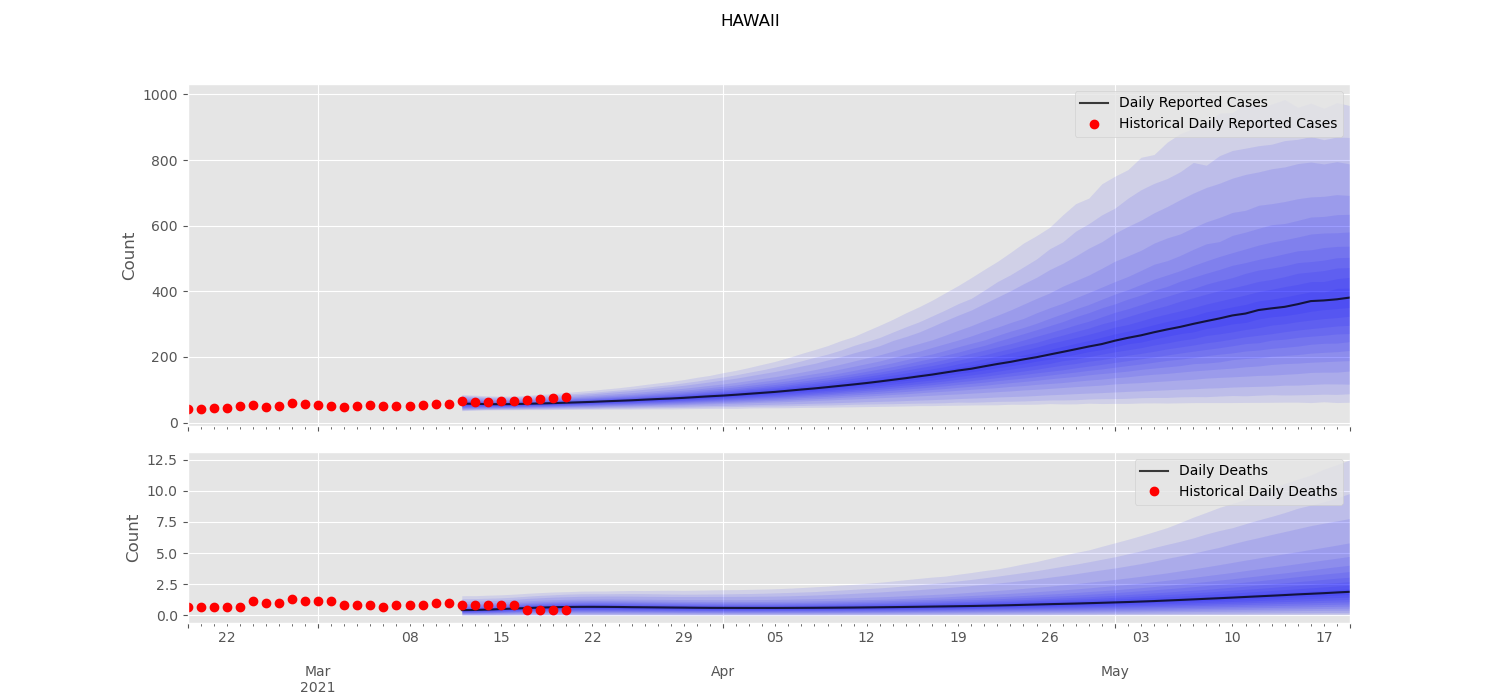 HAWAII
1000
800
600
400
200
0
Count
Daily Reported Cases
Historical Daily Reported Cases
12.5
10.0
7.5
5.0
2.5
0.0
Count
Daily Deaths
Historical Daily Deaths
22 08 15 22 29 05 12 19 26 03 10 17
Mar Apr May
2021